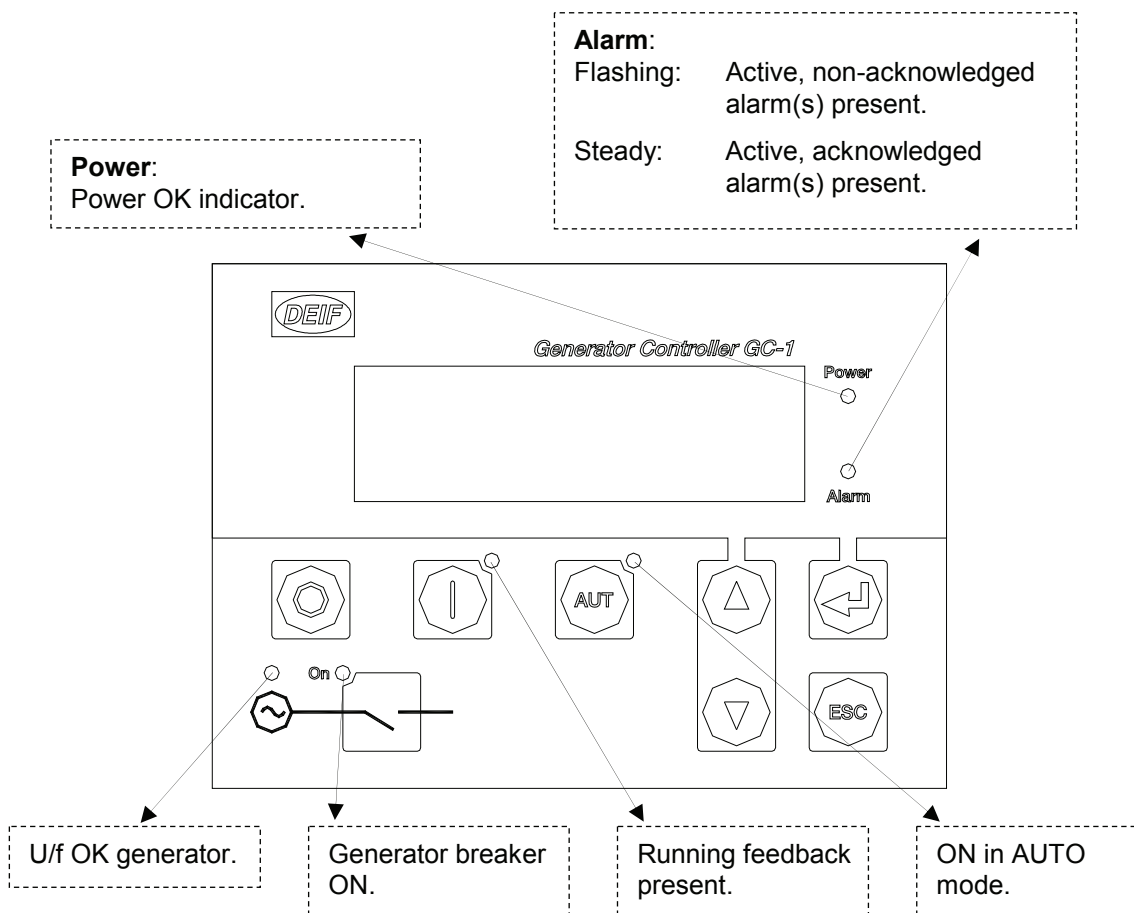 Alarm:
Flashing: Active, non-acknowledged
alarm(s) present.
Steady: Active, acknowledged
alarm(s) present.
Power:
Power OK indicator.
DEIF
Generator Controller GC-1
Power
Alarm
AUT
On
ESC
U/f OK generator.
Generator breaker
ON.
Running feedback
present.
ON in AUTO
mode.